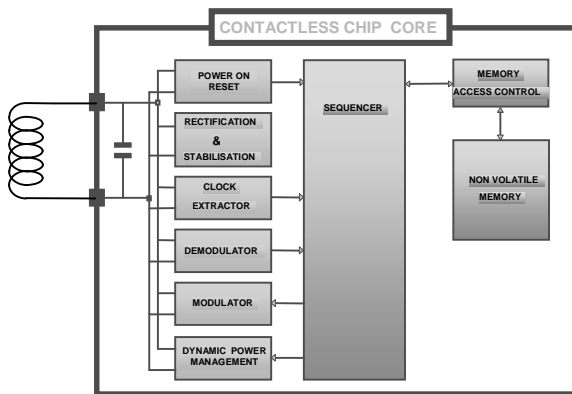 CONTACTLESS CHIP CORE
POWER ON
RESET
RECTIFICATION
&
STABILISATION
CLOCK
EXTRACTOR
DEMODULATOR
MODULATOR
DYNAMIC POWER
MANAGEMENT
SEQUENCER
MEMORY
ACCESS CONTROL
NON VOLATILE
MEMORY